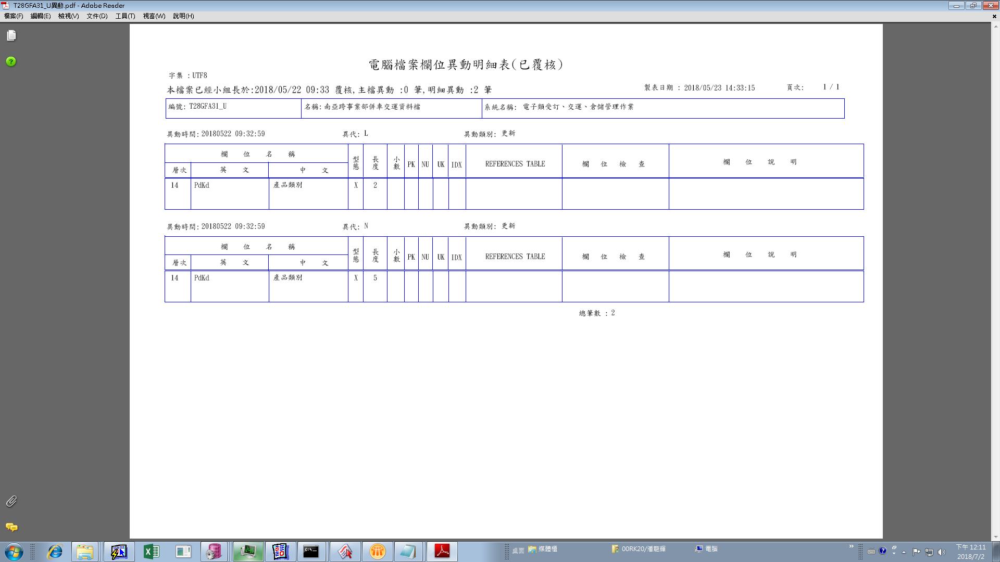 T28GFA31_U異動.pdf - Adobe Reader
檔案(F) 編輯(E) 檢視(V) 文件(D) 工具(T) 視窗(W) 說明(H)
電腦檔案欄位異動明細表(已覆核)
字集 : UTF8
本檔案已經小組長於:2018/05/22 09:33 覆核,主檔異動 :0 筆,明細異動 :2 筆
製表日期 : 2018/05/23 14:33:15 頁次: 1 / 1
編號: T28GFA31_U 名稱: 南亞跨事業部併車交運資料檔 系統名稱: 電子類受訂、交運、倉儲管理作業
異動時間: 20180522 09:32:59 異代: L 異動類別: 更新
欄 位 名 稱 型態 長度 小數 PK NU UK IDX REFERENCES TABLE 欄 位 檢 查 欄 位 說 明
層次 英 文 中 文
14 PdKd 產品類別 X 2
異動時間: 20180522 09:32:59 異代: N 異動類別: 更新
欄 位 名 稱 型態 長度 小數 PK NU UK IDX REFERENCES TABLE 欄 位 檢 查 欄 位 說 明
層次 英 文 中 文
14 PdKd 產品類別 X 5
總筆數 : 2
桌面 媒體櫃 00RK20/潘龍輝 電腦
下午 12:11
2018/7/2